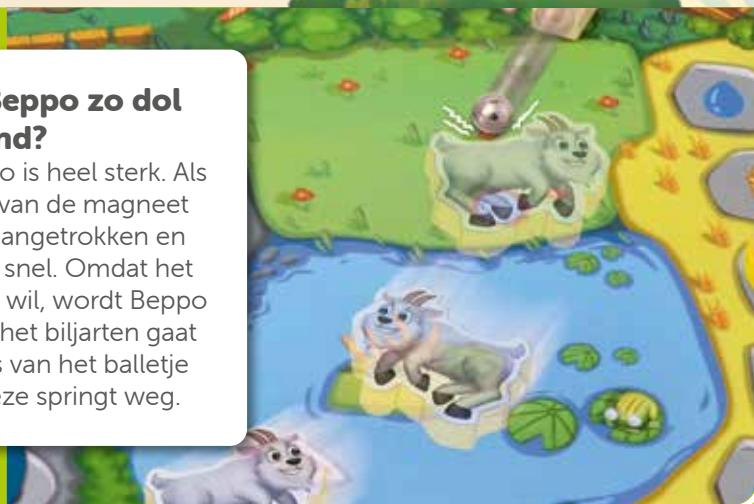 Beppo zo dol
nd?
o is heel sterk. Als
van de magneet
angetrokken en
snel. Omdat het
wil, wordt Beppo
het biljarten gaat
s van het balletje
eze springt weg.